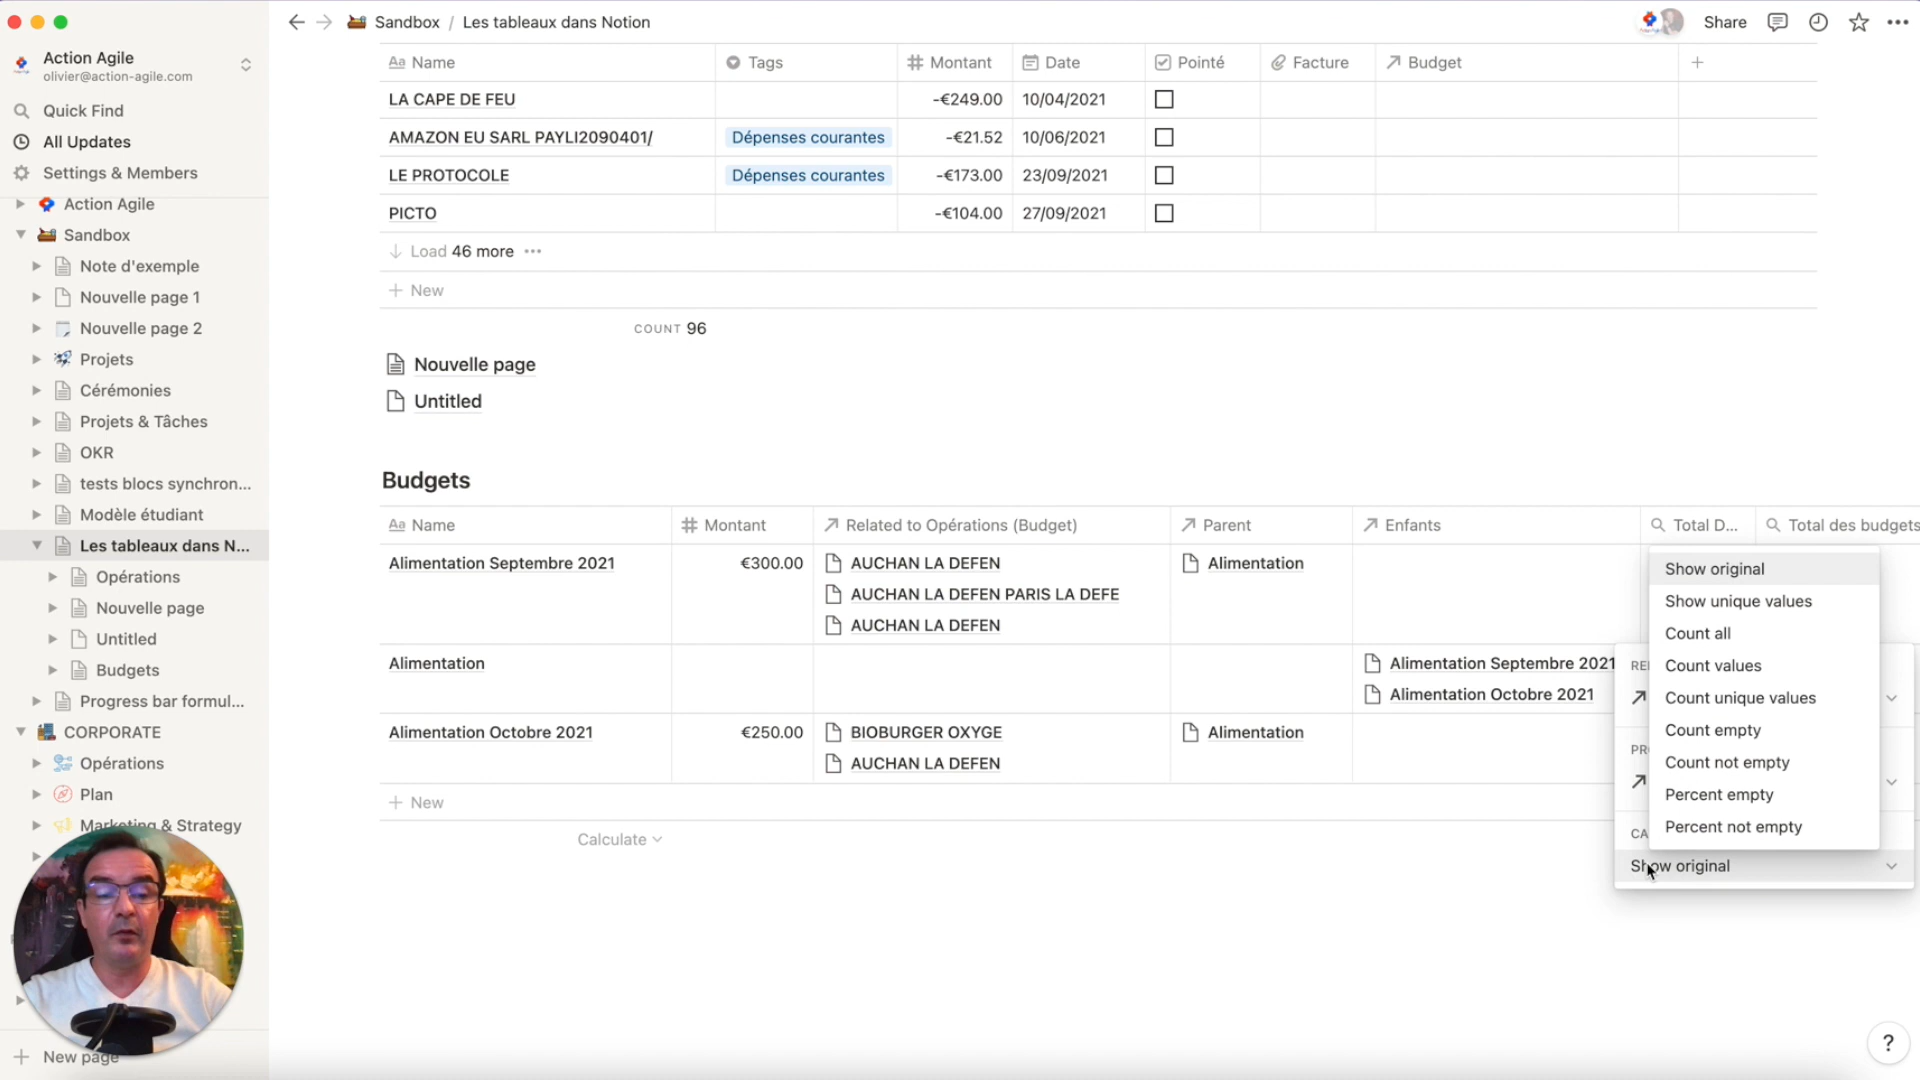 Sandbox / Les tableaux dans Notion
Share
Action Agile
olivier@action-agile.com
Quick Find
All Updates
Settings & Members
Action Agile
Sandbox
Note d'exemple
Nouvelle page 1
Nouvelle page 2
Projets
Cérémonies
Projets & Tâches
OKR
tests blocs synchron...
Modèle étudiant
Les tableaux dans N...
Opérations
Nouvelle page
Untitled
Budgets
Progress bar formul...
CORPORATE
Opérations
Plan
Marketing & Strategy
New page
Aa Name Tags # Montant Date Pointé Facture Budget +
LA CAPE DE FEU -€249.00 10/04/2021
AMAZON EU SARL PAYLI2090401/ Dépenses courantes -€21.52 10/06/2021
LE PROTOCOLE Dépenses courantes -€173.00 23/09/2021
PICTO -€104.00 27/09/2021
Load 46 more •••
+ New
COUNT 96
Nouvelle page
Untitled
Budgets
Aa Name # Montant Related to Opérations (Budget) Parent Enfants Total D... Total des budgets
Alimentation Septembre 2021 €300.00 AUCHAN LA DEFEN Alimentation
AUCHAN LA DEFEN PARIS LA DEFE
AUCHAN LA DEFEN
Alimentation Alimentation Septembre 2021
Alimentation Octobre 2021
Alimentation Octobre 2021 €250.00 BIOBURGER OXYGE Alimentation
AUCHAN LA DEFEN
+ New
Calculate
Show original
Show unique values
Count all
Count values
Count unique values
Count empty
Count not empty
Percent empty
Percent not empty
Show original
?